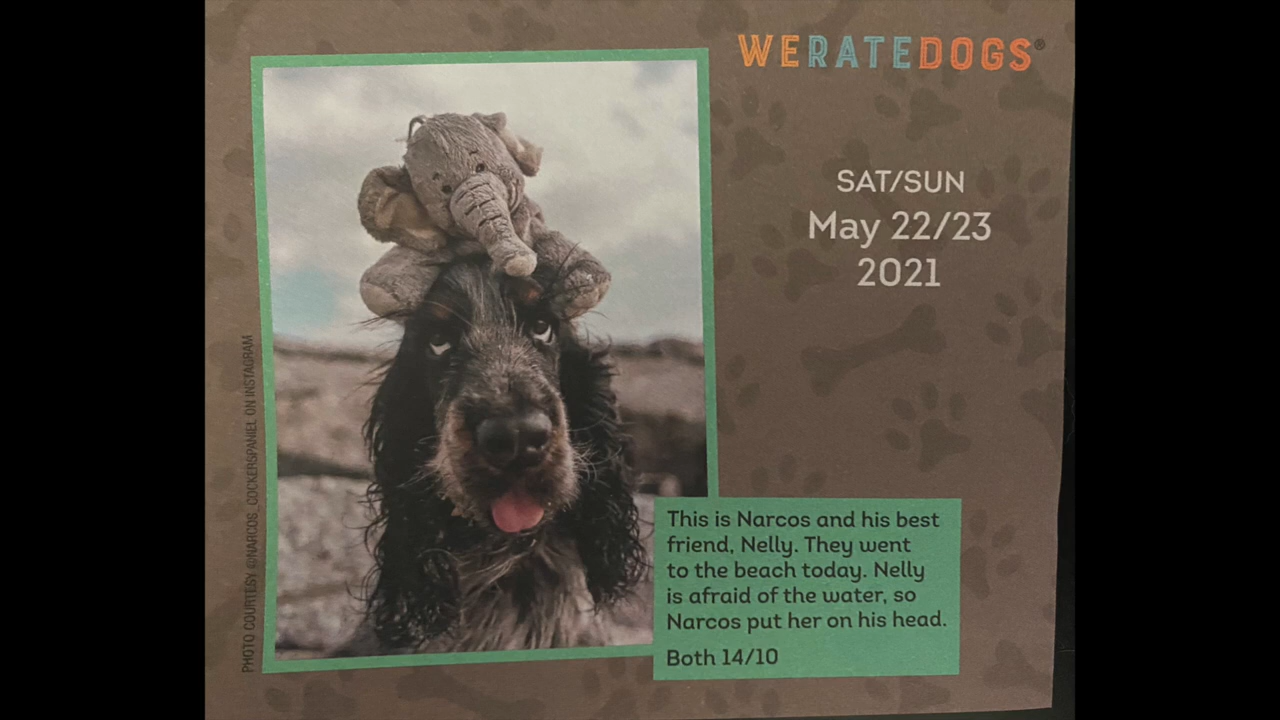 WERATEDOGS®
SAT/SUN
May 22/23
2021
PHOTO COURTESY @NARCOS_COCKERSPANIEL ON INSTAGRAM
This is Narcos and his best
friend, Nelly. They went
to the beach today. Nelly
is afraid of the water, so
Narcos put her on his head.
Both 14/10